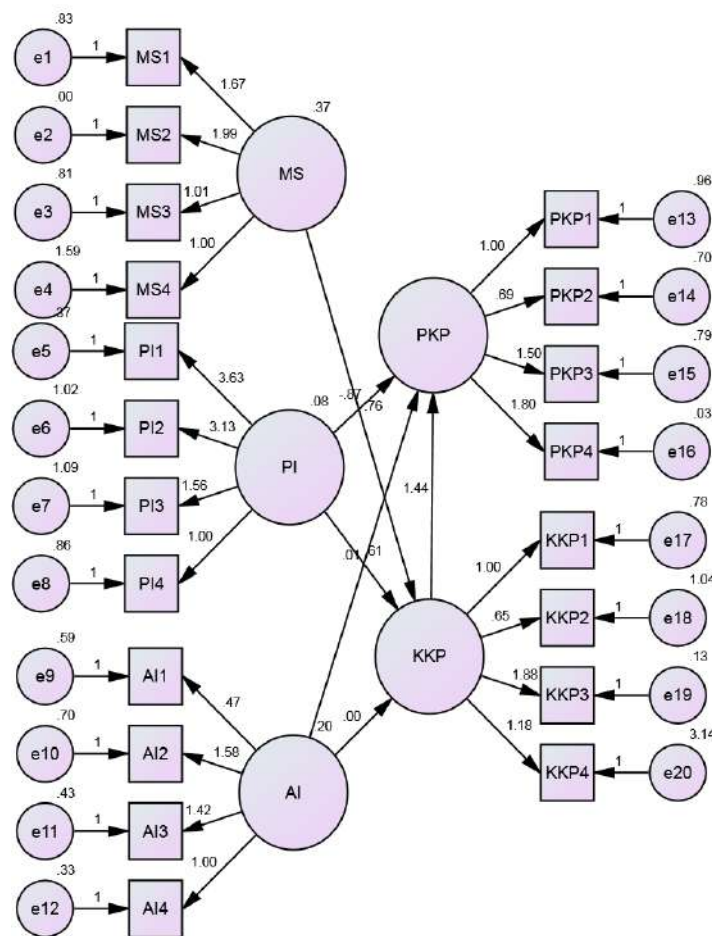 .83
e1 1 MS1
1.67
.00
e2 1 MS2
1.99
.37
MS
.81
e3 1 MS3
1.01
1.59
e4 1 MS4
1.00
.37
e5 1 PI1
3.63
1.02
e6 1 PI2
3.13
.08
PI
1.09
e7 1 PI3
1.56
.86
e8 1 PI4
1.00
.59
e9 1 AI1
.47
.70
e10 1 AI2
1.58
.20
AI
.43
e11 1 AI3
1.42
.33
e12 1 AI4
1.00
.87
.76
.01
.61
.00
1.44
PKP
KKP
.96
1.00 PKP1 1 e13
.70
.69 PKP2 1 e14
.79
1.50 PKP3 1 e15
.03
1.80 PKP4 1 e16
.78
1.00 KKP1 1 e17
1.04
.65 KKP2 1 e18
.13
1.88 KKP3 1 e19
3.14
1.18 KKP4 1 e20